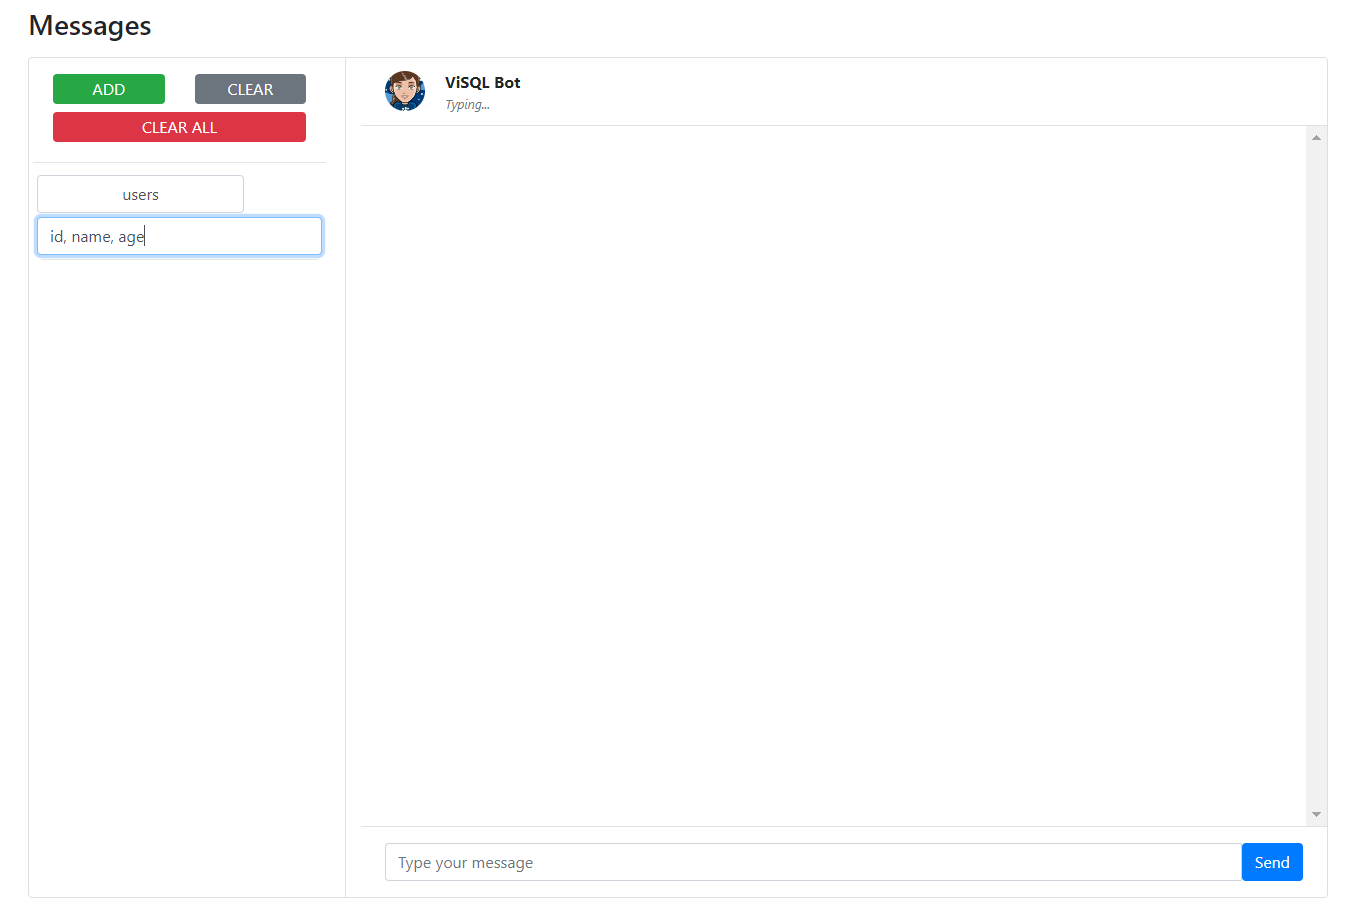 Messages
ADD
CLEAR
CLEAR ALL
users
id, name, age
ViSQL Bot
Typing...
Type your message
Send